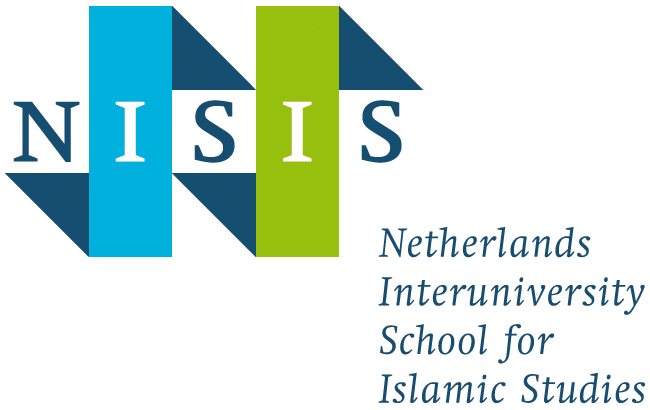 NISIS
Netherlands
Interuniversity
School for
Islamic Studies